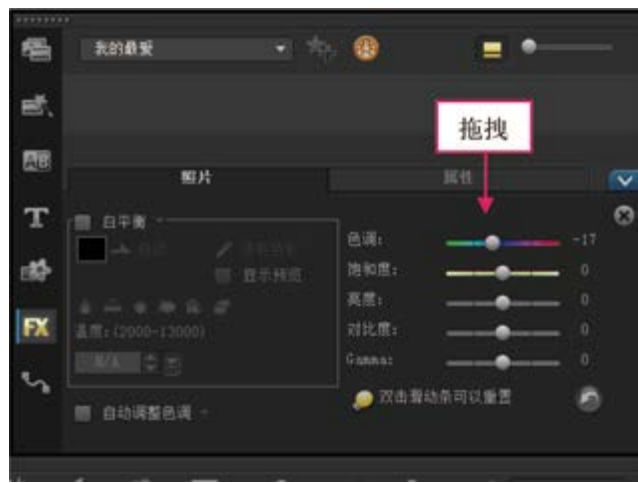 我的最爱
拖拽
AB
照片 属性
T
白平衡
色调: -17
饱和度: 0
显示预览
亮度: 0
温度:(2000-13000)
对比度: 0
FX
N/A
Gamma: 0
双击滑动条可以重置
自动调整色调